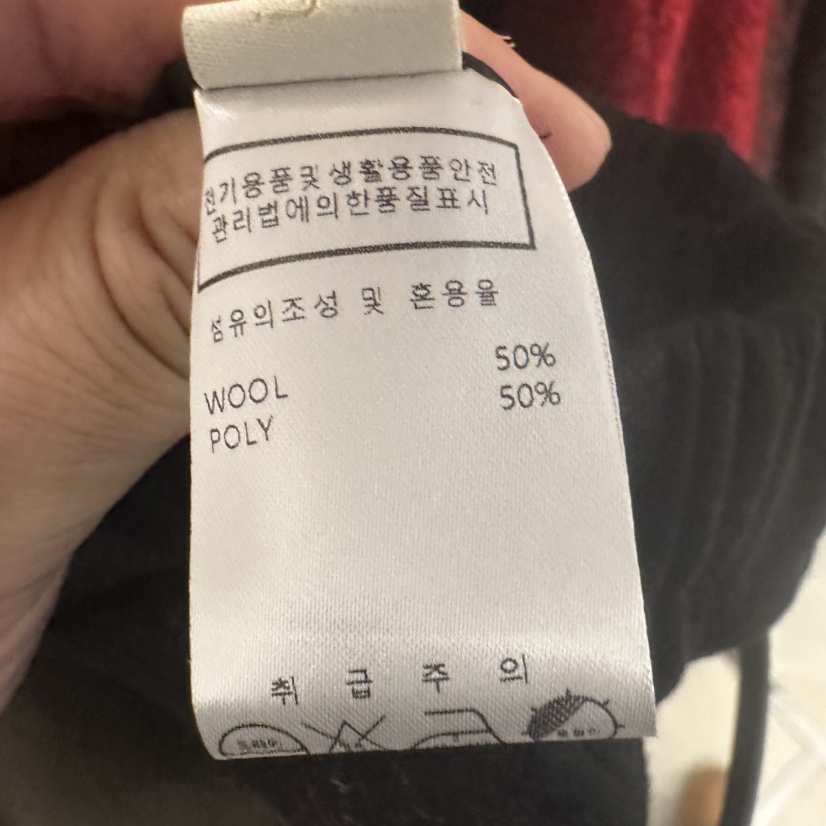 전기용품및생활용품안전
관리법에의한품질표시
섬유의조성 및 혼용율
WOOL 50%
POLY 50%
취 급 주 의